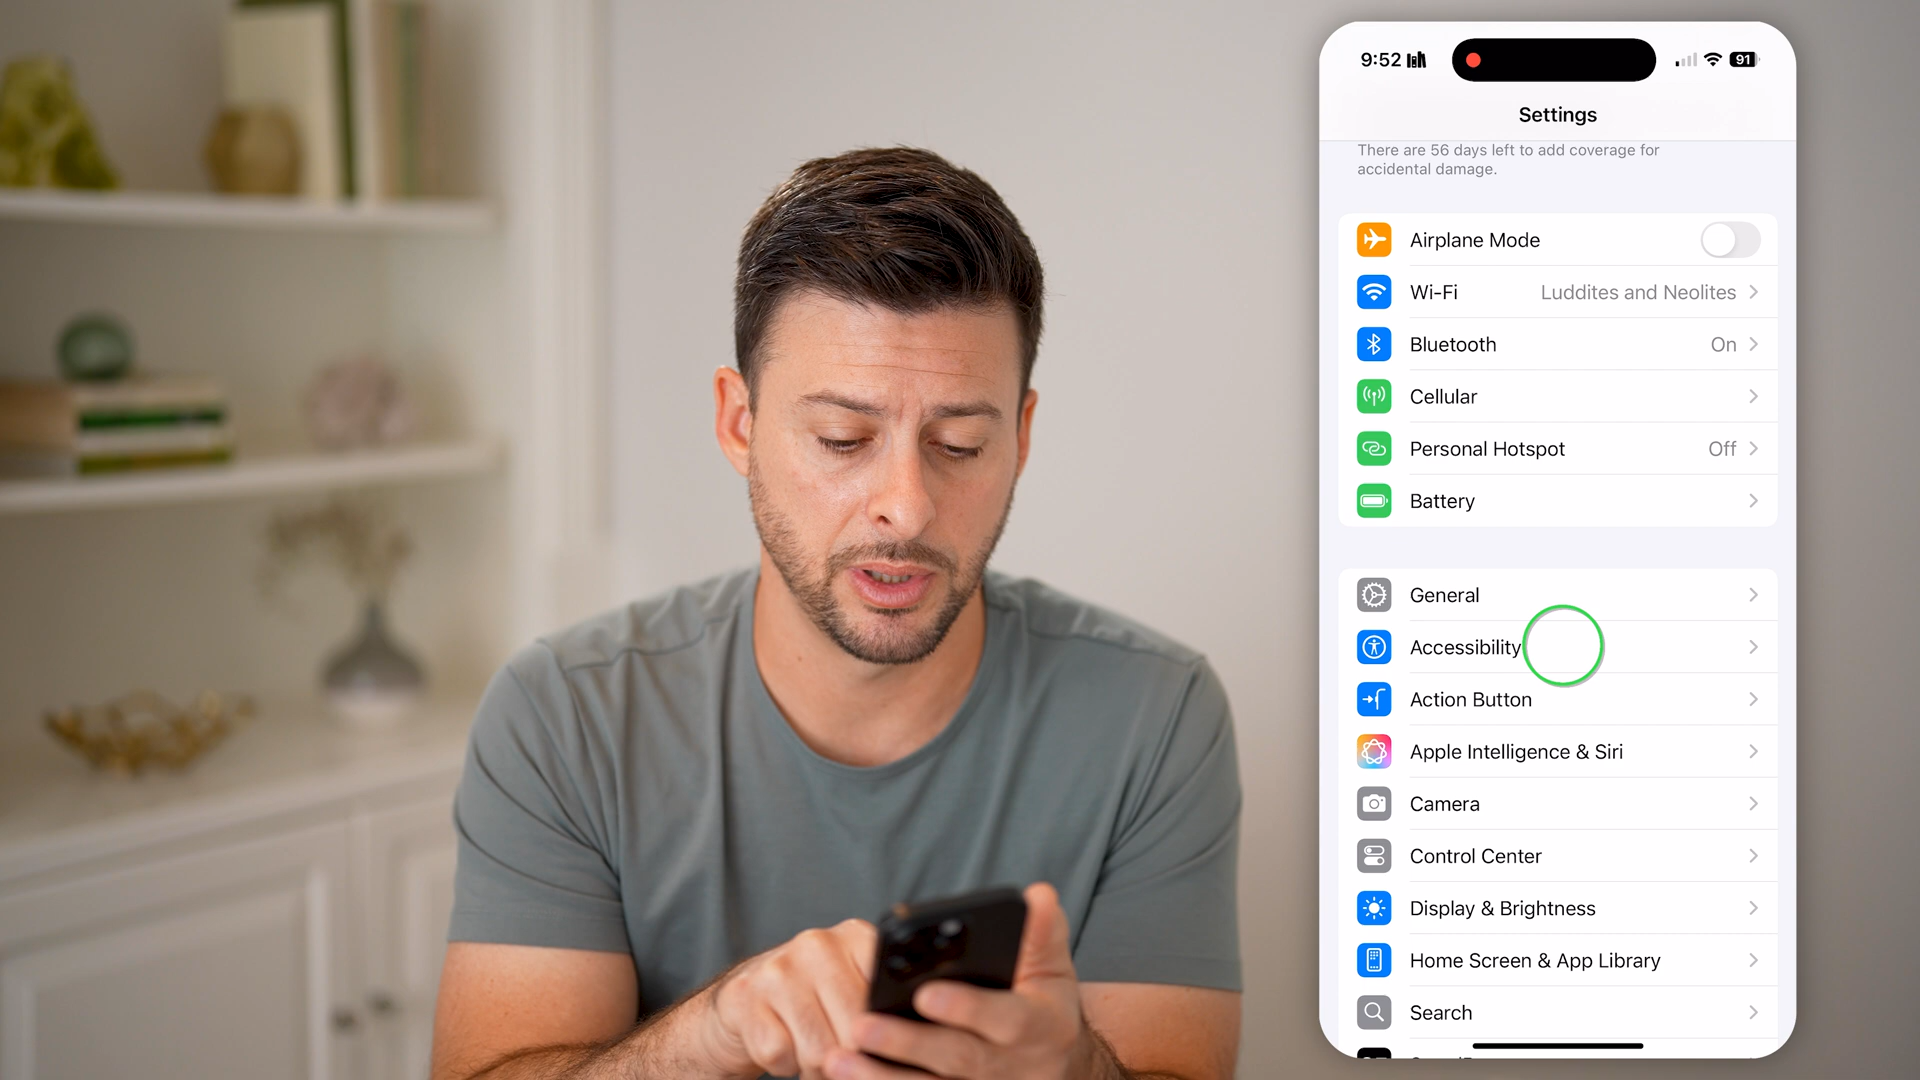 9:52
91
Settings
There are 56 days left to add coverage for
accidental damage.
Airplane Mode
Wi-Fi Luddites and Neolites
Bluetooth On
Cellular
Personal Hotspot Off
Battery
General
Accessibility
Action Button
Apple Intelligence & Siri
Camera
Control Center
Display & Brightness
Home Screen & App Library
Search